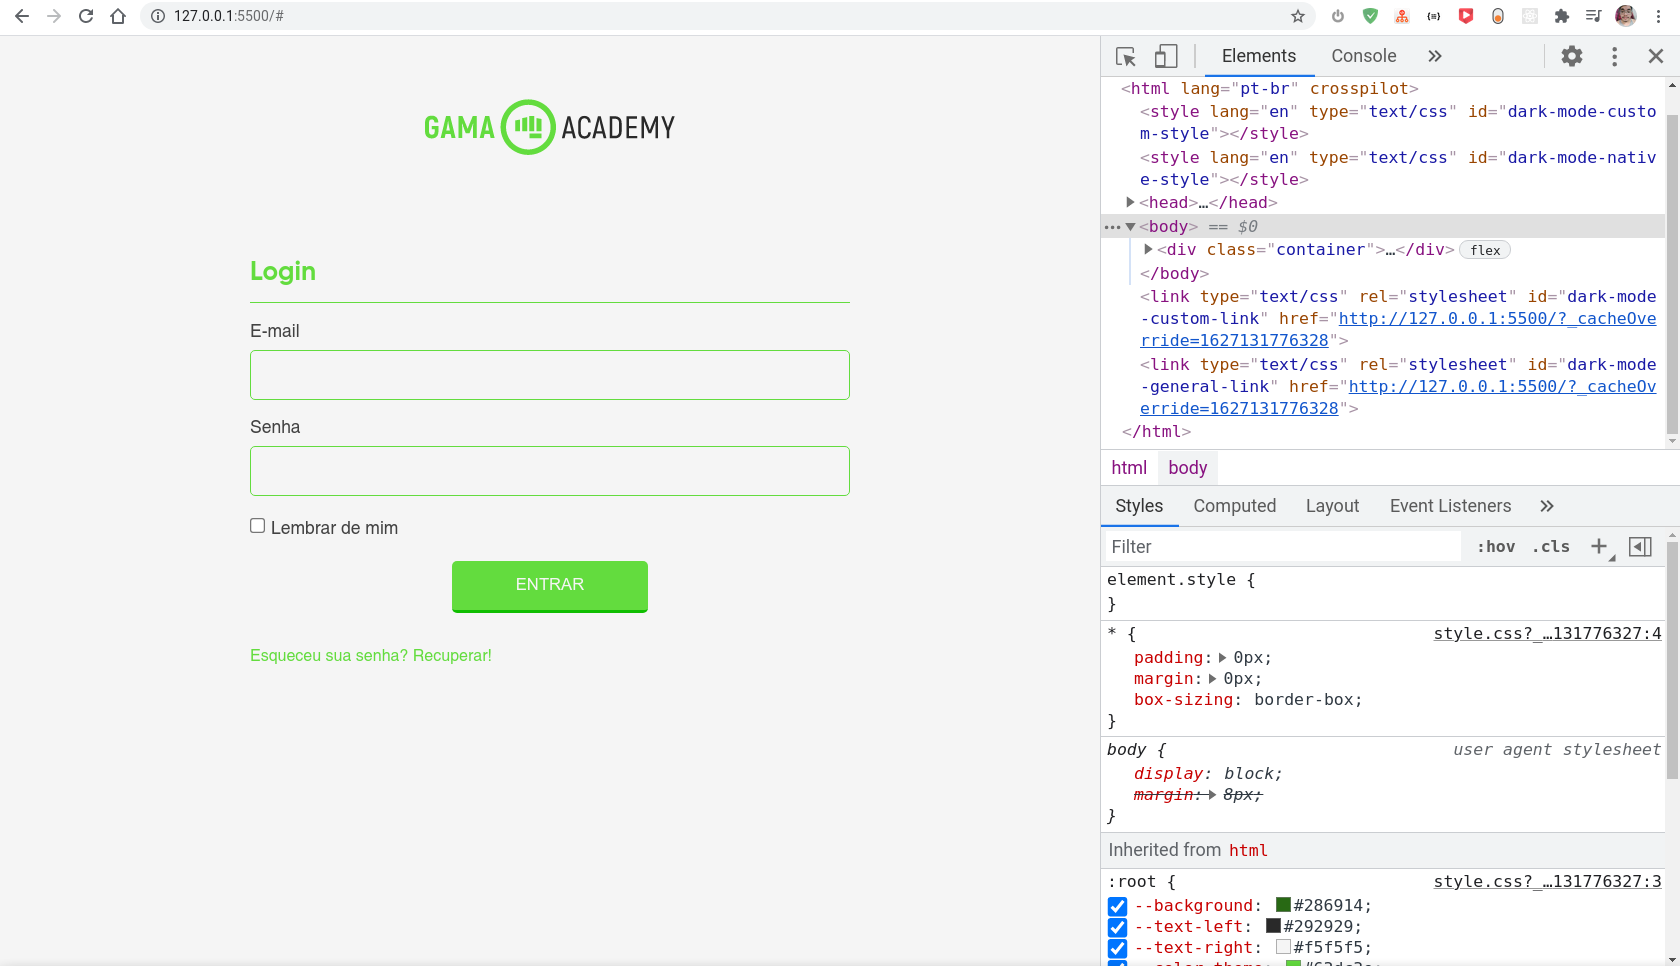 127.0.0.1:5500/#
GAMA ACADEMY
Login
E-mail
Senha
Lembrar de mim
ENTRAR
Esqueceu sua senha? Recuperar!
Elements Console
<html lang="pt-br" crosspilot>
<style lang="en" type="text/css" id="dark-mode-custo
m-style"></style>
<style lang="en" type="text/css" id="dark-mode-nativ
e-style"></style>
<head>…</head>
<body> == $0
<div class="container">…</div> flex
</body>
<link type="text/css" rel="stylesheet" id="dark-mode
-custom-link" href="http://127.0.0.1:5500/?_cacheOve
rride=1627131776328">
<link type="text/css" rel="stylesheet" id="dark-mode
-general-link" href="http://127.0.0.1:5500/?_cacheOv
erride=1627131776328">
</html>
html body
Styles Computed Layout Event Listeners
Filter :hov .cls
element.style {
}
* { style.css?_…131776327:4
padding: 0px;
margin: 0px;
box-sizing: border-box;
}
body { user agent stylesheet
display: block;
margin: 8px;
}
Inherited from html
:root { style.css?_…131776327:3
--background: #286914;
--text-left: #292929;
--text-right: #f5f5f5;